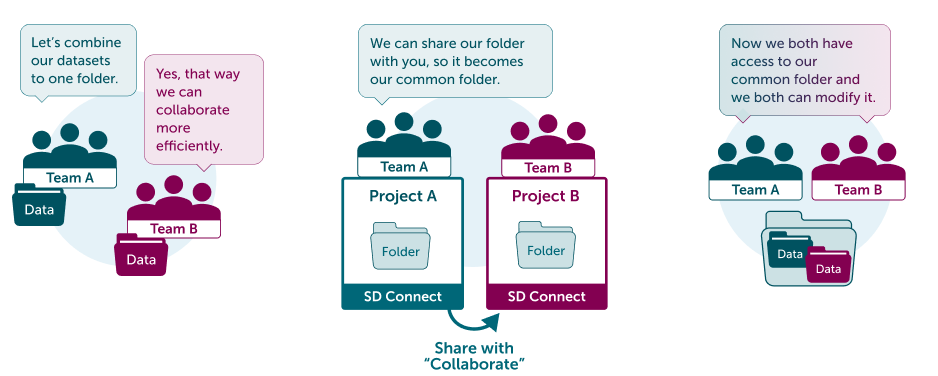 Let's combine
our datasets
to one folder.
Yes, that way
we can
collaborate
more
efficiently.
Team A
Data
Team B
Data
We can share our folder
with you, so it becomes
our common folder.
Team A
Team B
Project A
Project B
Folder
Folder
SD Connect
SD Connect
Share with
“Collaborate”
Now we both have
access to our
common folder and
we both can modify it.
Team A
Team B
Data
Data